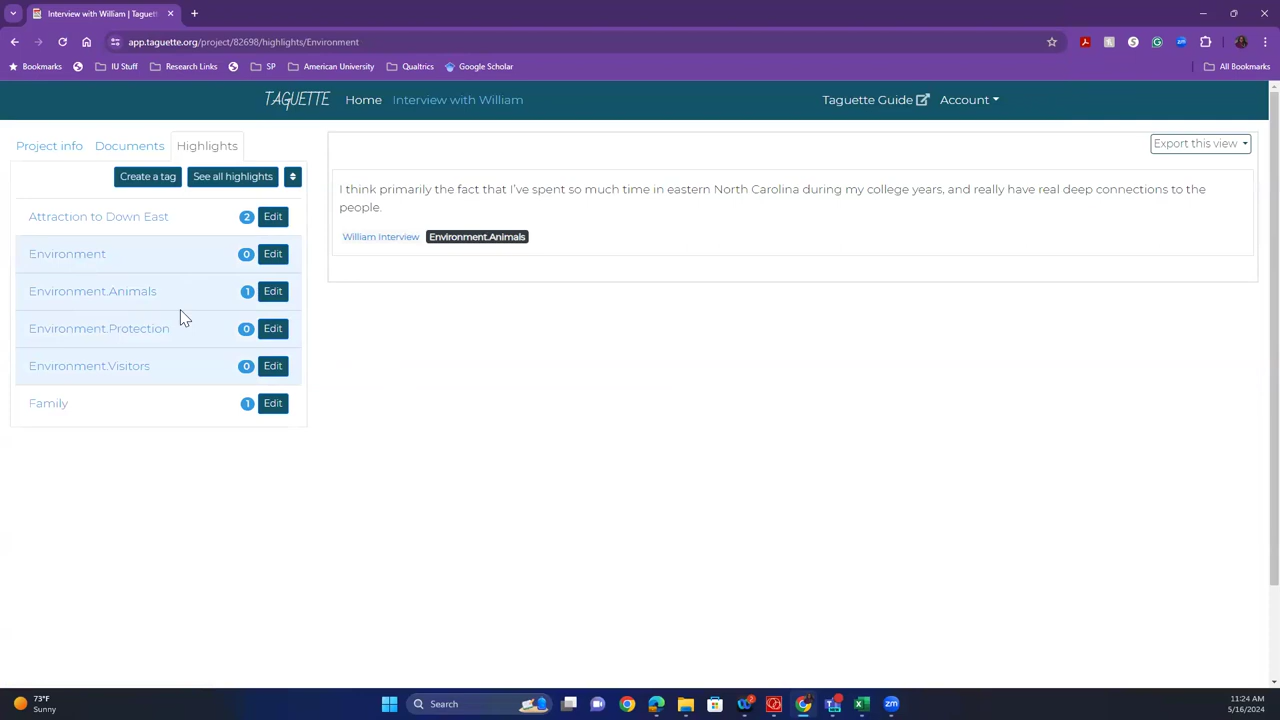 Interview with William | Taguett
app.taguette.org/project/82698/highlights/Environment
Bookmarks IU Stuff Research Links SP American University Qualtrics Google Scholar All Bookmarks
TAGUETTE Home Interview with William Taguette Guide Account
Project info Documents Highlights
Export this view
Create a tag See all highlights
I think primarily the fact that I've spent so much time in eastern North Carolina during my college years, and really have real deep connections to the
people.
William Interview Environment.Animals
Attraction to Down East 2 Edit
Environment 0 Edit
Environment.Animals 1 Edit
Environment.Protection 0 Edit
Environment.Visitors 0 Edit
Family 1 Edit
73°F
Sunny
Search
11:24 AM
5/16/2024